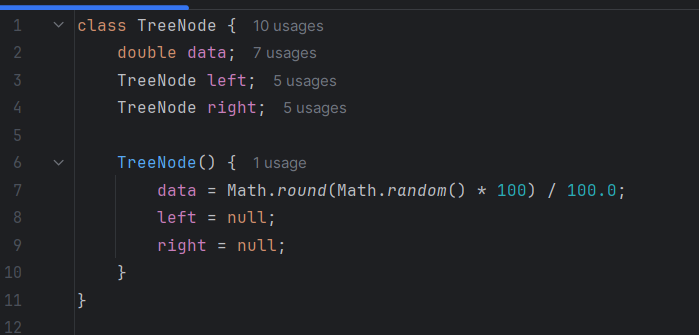 1 class TreeNode { 10 usages
2 double data; 7 usages
3 TreeNode left; 5 usages
4 TreeNode right; 5 usages
5
6 TreeNode() { 1 usage
7 data = Math.round(Math.random() * 100) / 100.0;
8 left = null;
9 right = null;
10 }
11 }
12